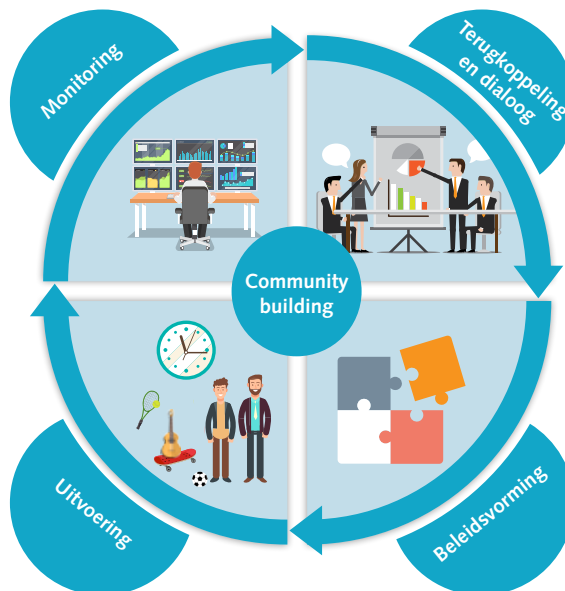 Monitoring
Terugkoppeling
en dialoog
Community
building
Uitvoering
Beleidsvorming